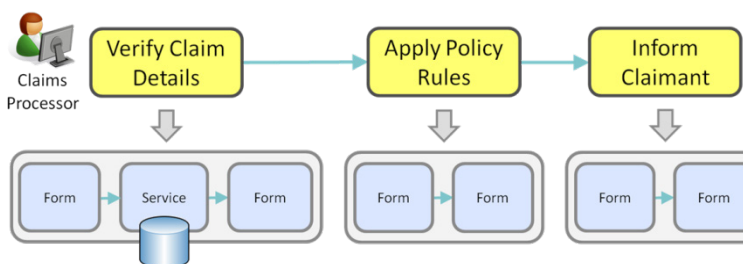 Claims
Processor
Verify Claim
Details
Apply Policy
Rules
Inform
Claimant
Form
Service
Form
Form
Form
Form
Form